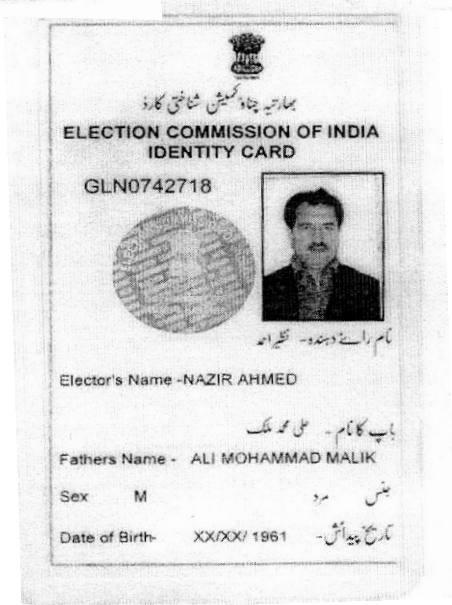 بھارتیہ چناؤ کمیشن شناختی کارڈ
ELECTION COMMISSION OF INDIA
IDENTITY CARD
GLN0742718
نام رائے دہندہ - نظیر احمد
Elector's Name -NAZIR AHMED
باپ کا نام - علی محمد ملک
Fathers Name - ALI MOHAMMAD MALIK
Sex M مرد جنس
Date of Birth- XX/XX/ 1961 تاریخ پیدائش-